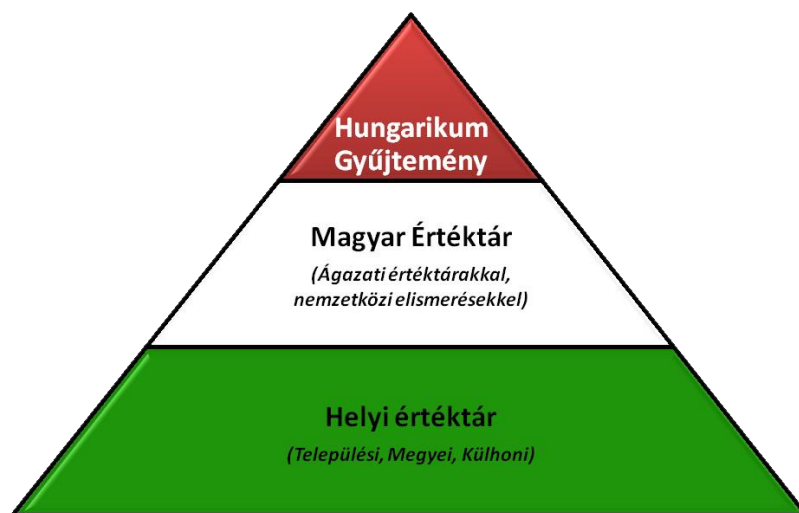 Hungarikum
Gyűjtemény
Magyar Értéktár
(Ágazati értéktárakkal,
nemzetközi elismerésekkel)
Helyi értéktár
(Települési, Megyei, Külhoni)